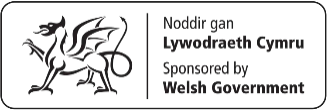 Noddir gan
Lywodraeth Cymru
Sponsored by
Welsh Government